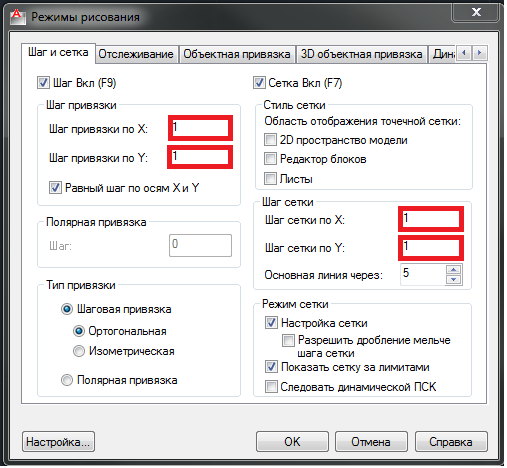 Режимы рисования
Шаг и сетка Отслеживание Объектная привязка 3D объектная привязка
Шаг Вкл (F9)
Шаг привязки
Шаг привязки по X: 1
Шаг привязки по Y: 1
Равный шаг по осям X и Y
Полярная привязка
Шаг: 0
Тип привязки
Шаговая привязка
Ортогональная
Изометрическая
Полярная привязка
Сетка Вкл (F7)
Стиль сетки
Область отображения точечной сетки:
2D пространство модели
Редактор блоков
Листы
Шаг сетки
Шаг сетки по X: 1
Шаг сетки по Y: 1
Основная линия через: 5
Режим сетки
Настройка сетки
Разрешить дробление мельче
шага сетки
Показать сетку за лимитами
Следовать динамической ПСК
Настройка... OK Отмена Справка